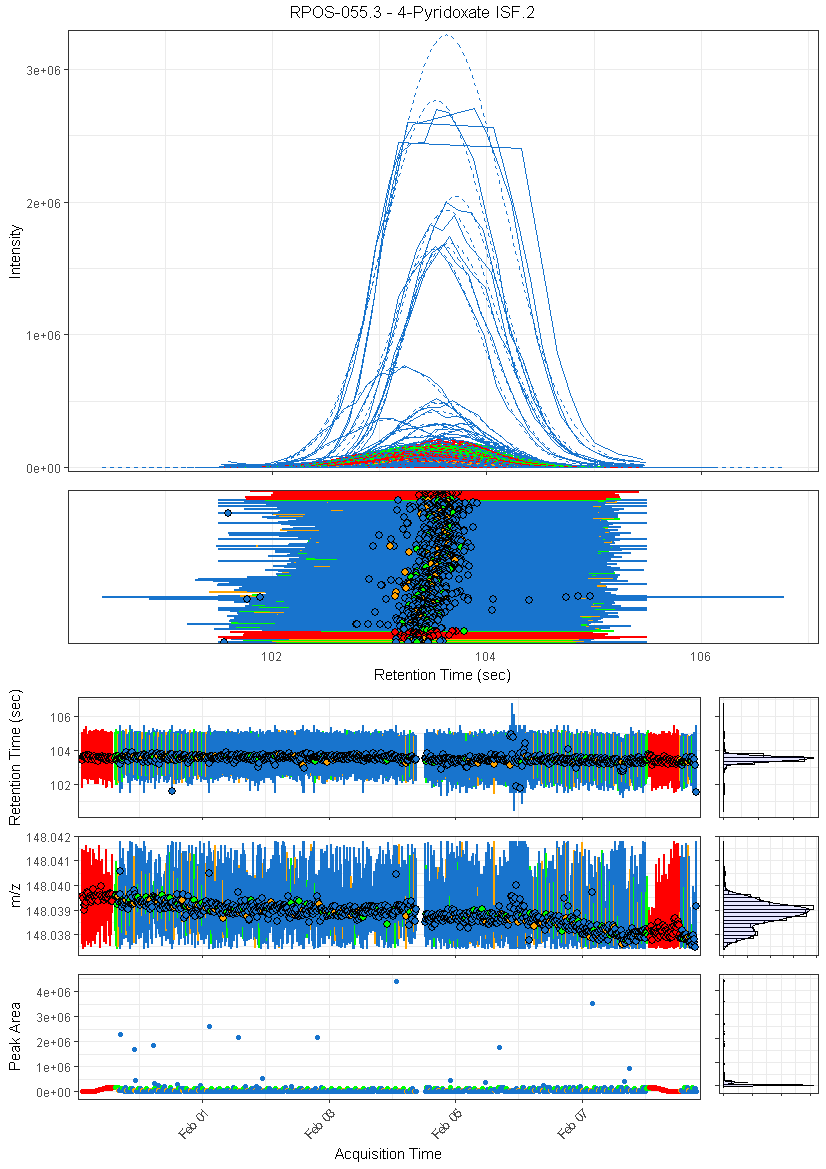 RPOS-055.3 - 4-Pyridoxate ISF.2
Intensity
3e+06
2e+06
1e+06
0e+00
102
104
106
Retention Time (sec)
Retention Time (sec)
106
104
102
m/z
148.042
148.041
148.040
148.039
148.038
Peak Area
4e+06
3e+06
2e+06
1e+06
0e+00
Feb 01
Feb 03
Feb 05
Feb 07
Acquisition Time